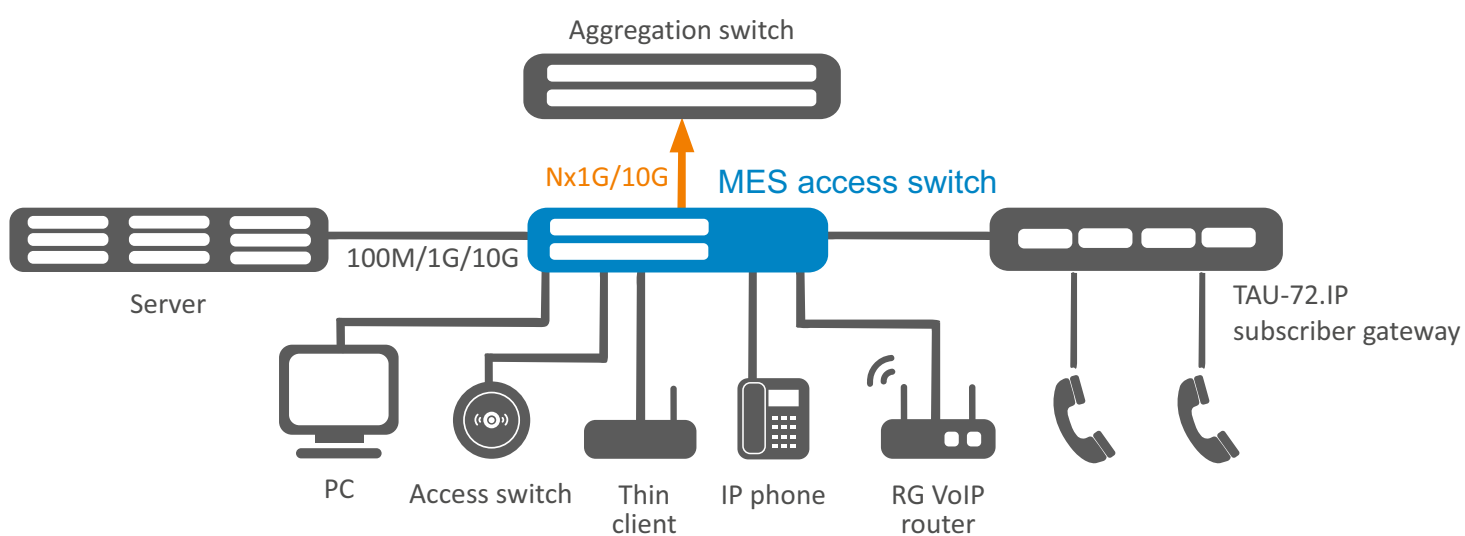 Aggregation switch
Nx1G/10G
MES access switch
100M/1G/10G
Server
TAU-72.IP
subscriber gateway
PC
Access switch
Thin
client
IP phone
RG VoIP
router